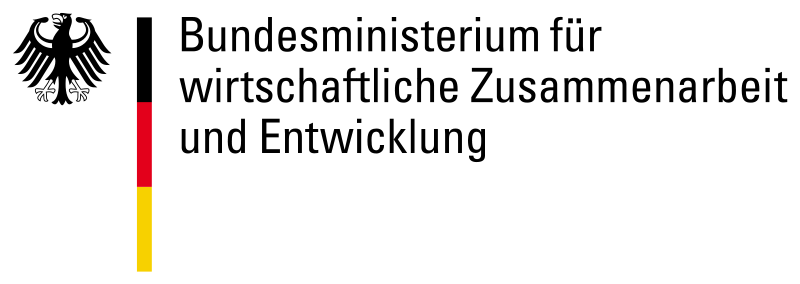 Bundesministerium für
wirtschaftliche Zusammenarbeit
und Entwicklung